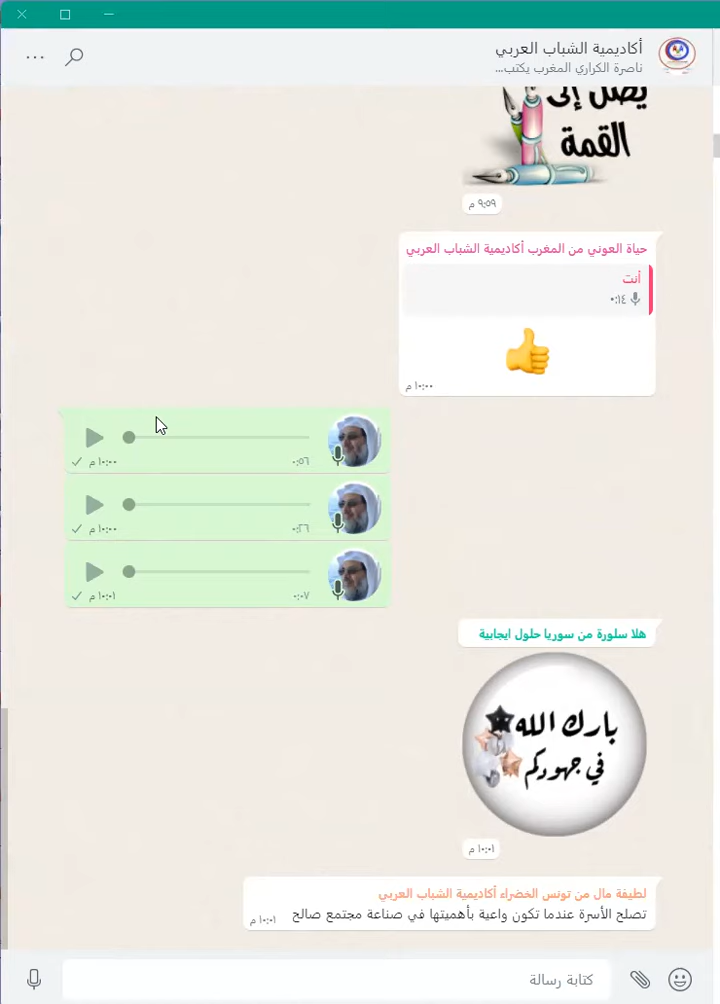 أكاديمية الشباب العربي
ناصرة الكراري المغرب يكتب...
يصل إلى
القمة
٩:٥٩ م
حياة العوني من المغرب أكاديمية الشباب العربي
أنت
٠:١٤
١٠:٠٠ م
٠:٥٦
١٠:٠٠ م
٠:٢٦
١٠:٠٠ م
٠:٠٧
١٠:٠١ م
هلا سلورة من سوريا حلول ايجابية
بارك الله
في جهودكم
١٠:٠١ م
لطيفة مال من تونس الخضراء أكاديمية الشباب العربي
تصلح الأسرة عندما تكون واعية بأهميتها في صناعة مجتمع صالح
١٠:٠١ م
كتابة رسالة